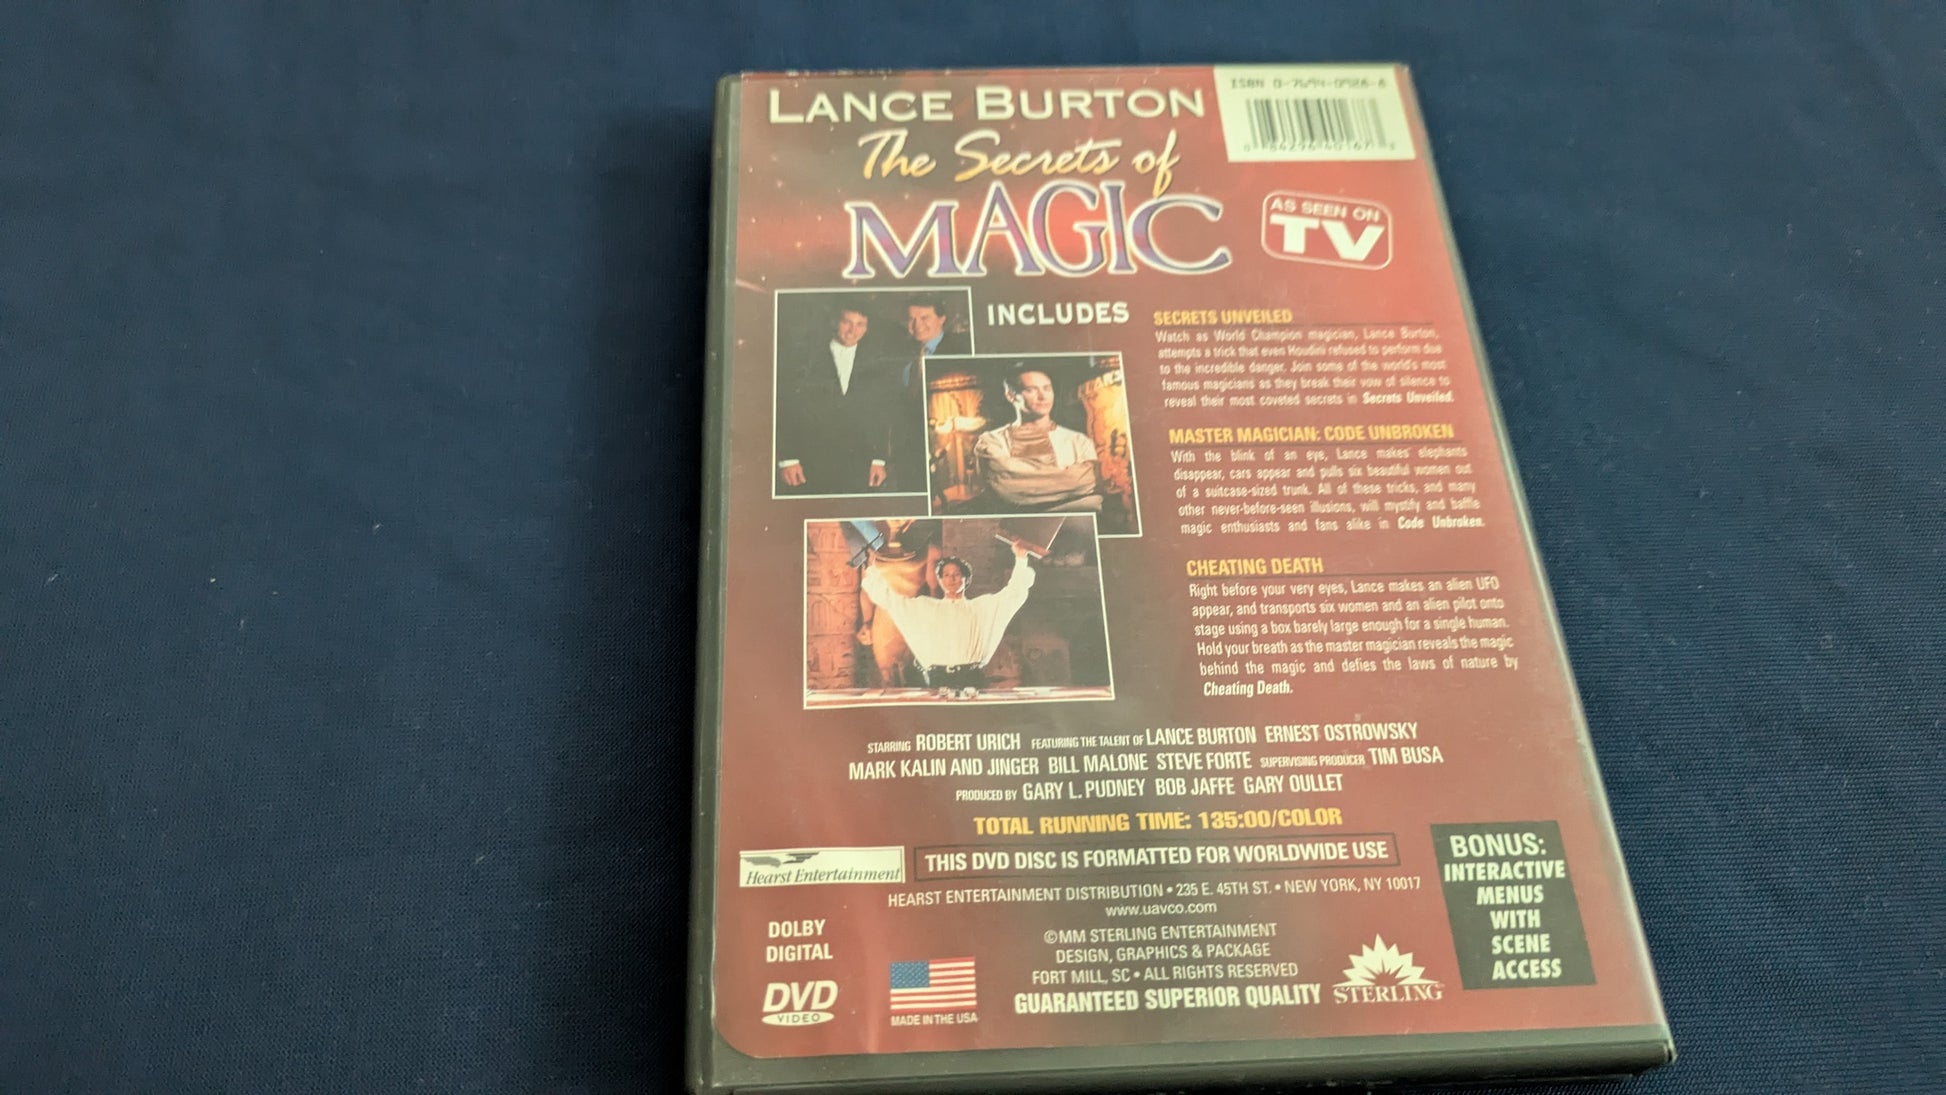 LANCE BURTON
The Secrets of
MAGIC
ISBN 0-7694-0928-8
AS SEEN ON
TV
INCLUDES
SECRETS UNVEILED
Watch as World Champion magician, Lance Burton,
attempts a trick that even Houdini refused to perform due
to the incredible danger. Join some of the world's most
famous magicians as they break their vow of silence to
reveal their most coveted secrets in Secrets Unveiled.
MASTER MAGICIAN: CODE UNBROKEN
With the blink of an eye, Lance makes elephants
disappear, cars appear and pulls six beautiful women out
of a suitcase-sized trunk. All of these tricks, and many
other never-before-seen illusions, will mystify and baffle
magic enthusiasts and fans alike in Code Unbroken.
CHEATING DEATH
Right before your very eyes, Lance makes an alien UFO
appear, and transports six women and an alien pilot onto
stage using a box barely large enough for a single human.
Hold your breath as the master magician reveals the magic
behind the magic and defies the laws of nature by
Cheating Death.
STARRING ROBERT URICH FEATURING THE TALENT OF LANCE BURTON ERNEST OSTROWSKY
MARK KALIN AND JINGER BILL MALONE STEVE FORTE SUPERVISING PRODUCER TIM BUSA
PRODUCED BY GARY L. PUDNEY BOB JAFFE GARY OULLET
TOTAL RUNNING TIME: 135:00/COLOR
Hearst Entertainment
THIS DVD DISC IS FORMATTED FOR WORLDWIDE USE
HEARST ENTERTAINMENT DISTRIBUTION • 235 E. 45TH ST. • NEW YORK, NY 10017
www.uavco.com
©MM STERLING ENTERTAINMENT
DESIGN, GRAPHICS & PACKAGE
FORT MILL, SC • ALL RIGHTS RESERVED
GUARANTEED SUPERIOR QUALITY
DOLBY
DIGITAL
DVD
VIDEO
MADE IN THE USA
STERLING
BONUS:
INTERACTIVE
MENUS
WITH
SCENE
ACCESS